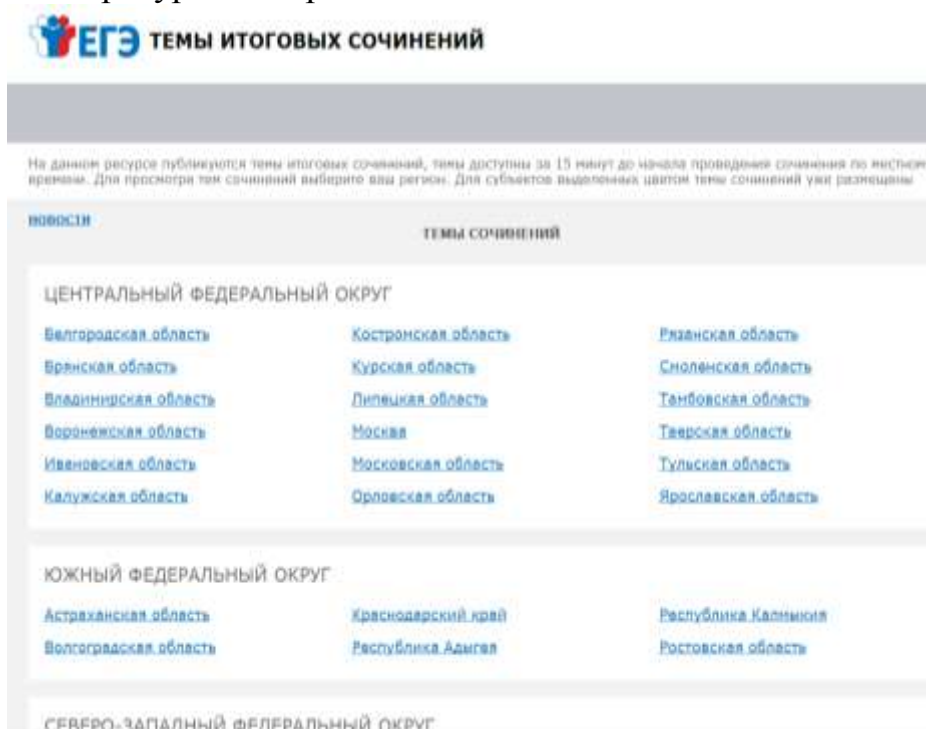 ЕГЭ ТЕМЫ ИТОГОВЫХ СОЧИНЕНИЙ
На данном ресурсе публикуются темы итоговых сочинений, темы доступны за 15 минут до начала проведения сочинения по местном
времени. Для просмотра тем сочинений выберите ваш регион. Для субъектов выделенных цветом темы сочинений уже размещены
НОВОСТИ
ТЕМЫ СОЧИНЕНИЙ
ЦЕНТРАЛЬНЫЙ ФЕДЕРАЛЬНЫЙ ОКРУГ
Белгородская область Костромская область Рязанская область
Брянская область Курская область Смоленская область
Владимирская область Липецкая область Тамбовская область
Воронежская область Москва Тверская область
Ивановская область Московская область Тульская область
Калужская область Орловская область Ярославская область
ЮЖНЫЙ ФЕДЕРАЛЬНЫЙ ОКРУГ
Астраханская область Краснодарский край Республика Калмыкия
Волгоградская область Республика Адыгея Ростовская область
СЕВЕРО-ЗАПАДНЫЙ ФЕДЕРАЛЬНЫЙ ОКРУГ